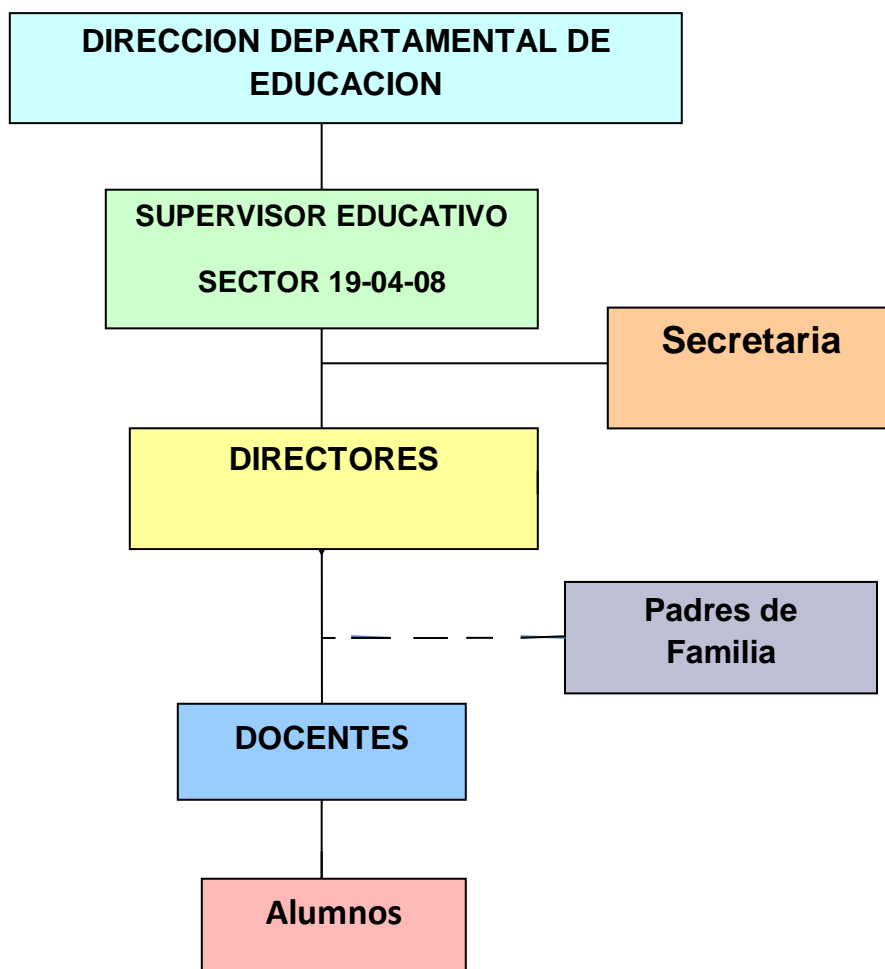 DIRECCION DEPARTAMENTAL DE
EDUCACION
SUPERVISOR EDUCATIVO
SECTOR 19-04-08
Secretaria
DIRECTORES
Padres de
Familia
DOCENTES
Alumnos